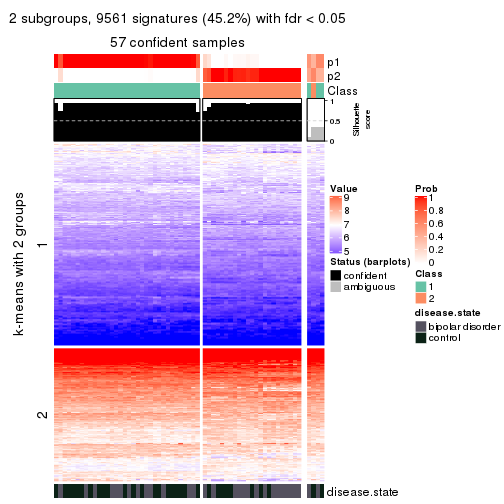 2 subgroups, 9561 signatures (45.2%) with fdr < 0.05
57 confident samples
p1
p2
Class
1
0.5
0
Silhouette
score
k-means with 2 groups
1
2
disease.state
Value
9
8
7
6
5
Status (barplots)
confident
ambiguous
Prob
1
0.8
0.6
0.4
0.2
0
Class
1
2
disease.state
bipolar disorder
control